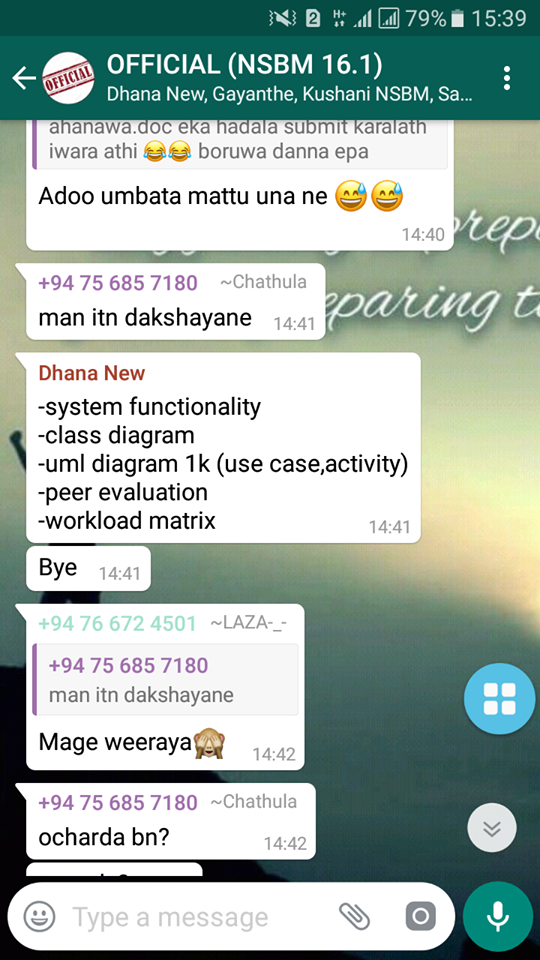 79% 15:39
OFFICIAL (NSBM 16.1)
OFFICIAL
Dhana New, Gayanthe, Kushani NSBM, Sa...
ahanawa.doc eka hadala submit karalath
iwara athi 😂😂 boruwa danna epa
Adoo umbata mattu una ne 😅😅
14:40
+94 75 685 7180 ~Chathula
man itn dakshayane 14:41
Dhana New
-system functionality
-class diagram
-uml diagram 1k (use case,activity)
-peer evaluation
-workload matrix
14:41
Bye 14:41
+94 76 672 4501 ~LAZA-_-
+94 75 685 7180
man itn dakshayane
Mage weeraya🙈 14:42
+94 75 685 7180 ~Chathula
ocharda bn? 14:42
Type a message